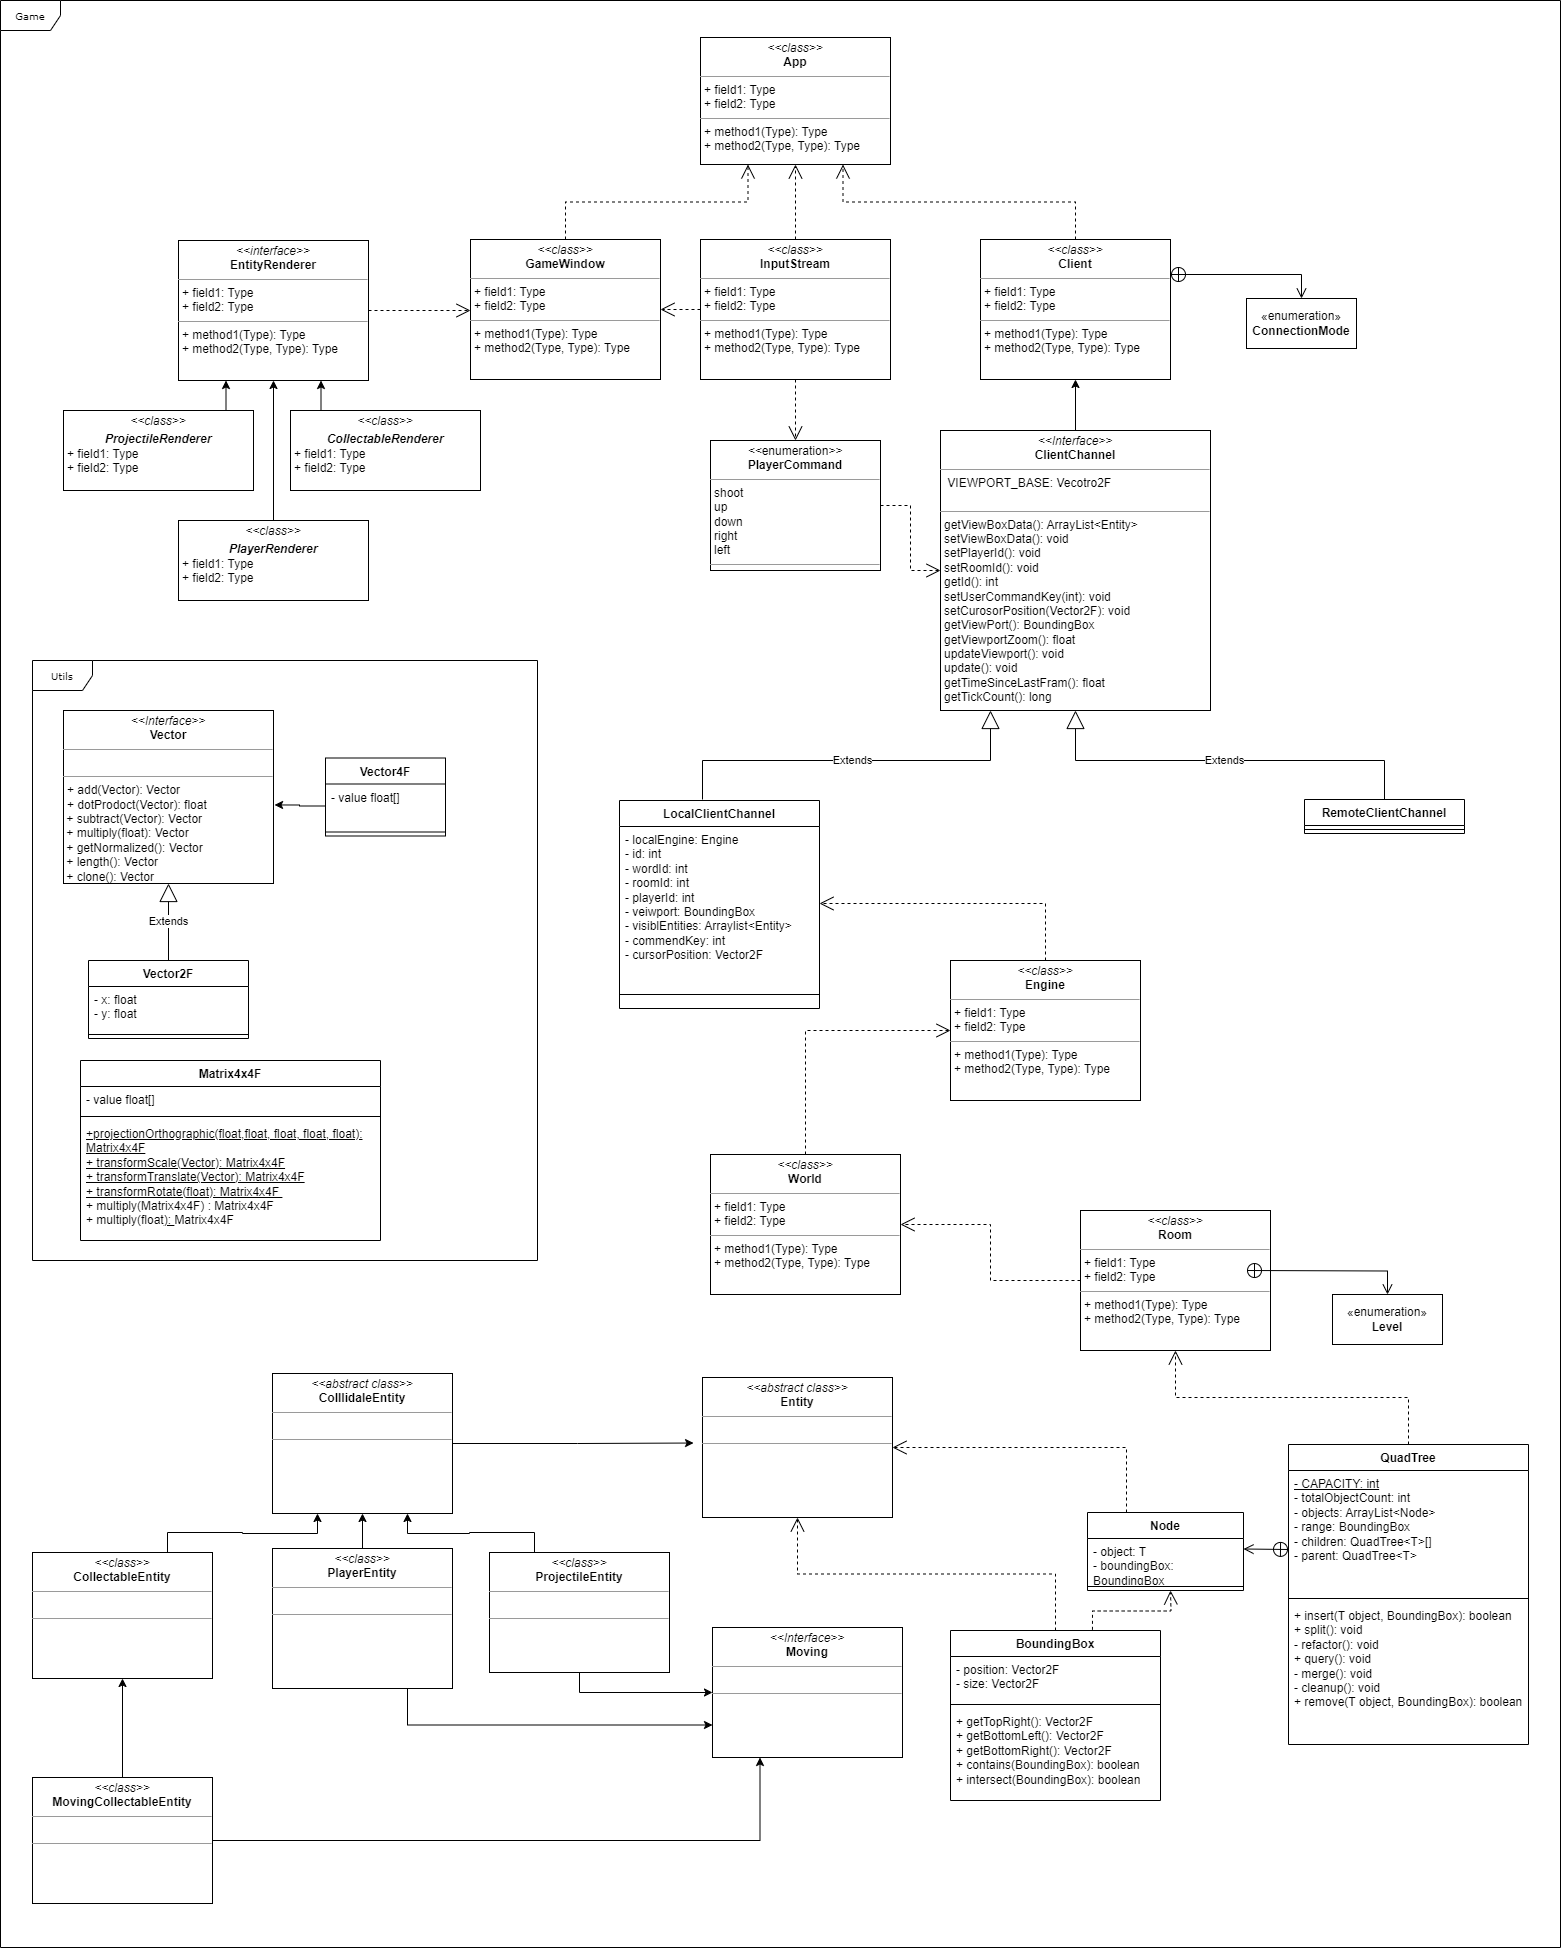 Game
<<class>>
App
+ field1: Type
+ field2: Type
+ method1(Type): Type
+ method2(Type, Type): Type
<<interface>>
EntityRenderer
+ field1: Type
+ field2: Type
+ method1(Type): Type
+ method2(Type, Type): Type
<<class>>
GameWindow
+ field1: Type
+ field2: Type
+ method1(Type): Type
+ method2(Type, Type): Type
<<class>>
InputStream
+ field1: Type
+ field2: Type
+ method1(Type): Type
+ method2(Type, Type): Type
<<class>>
Client
+ field1: Type
+ field2: Type
+ method1(Type): Type
+ method2(Type, Type): Type
«enumeration»
ConnectionMode
<<class>>
ProjectileRenderer
+ field1: Type
+ field2: Type
<<class>>
CollectableRenderer
+ field1: Type
+ field2: Type
<<class>>
PlayerRenderer
+ field1: Type
+ field2: Type
<<enumeration>>
PlayerCommand
shoot
up
down
right
left
<<Interface>>
ClientChannel
VIEWPORT_BASE: Vecotro2F
getViewBoxData(): ArrayList<Entity>
setViewBoxData(): void
setPlayerId(): void
setRoomId(): void
getId(): int
setUserCommandKey(int): void
setCurosorPosition(Vector2F): void
getViewPort(): BoundingBox
getViewportZoom(): float
updateViewport(): void
update(): void
getTimeSinceLastFram(): float
getTickCount(): long
Utils
<<Interface>>
Vector
+ add(Vector): Vector
+ dotProdoct(Vector): float
+ subtract(Vector): Vector
+ multiply(float): Vector
+ getNormalized(): Vector
+ length(): Vector
+ clone(): Vector
Vector4F
- value float[]
Extends
Vector2F
- x: float
- y: float
Matrix4x4F
- value float[]
+projectionOrthographic(float,float, float, float, float):
Matrix4x4F
+ transformScale(Vector): Matrix4x4F
+ transformTranslate(Vector): Matrix4x4F
+ transformRotate(float): Matrix4x4F
+ multiply(Matrix4x4F) : Matrix4x4F
+ multiply(float): Matrix4x4F
Extends
Extends
LocalClientChannel
- localEngine: Engine
- id: int
- wordId: int
- roomId: int
- playerId: int
- veiwport: BoundingBox
- visiblEntities: Arraylist<Entity>
- commendKey: int
- cursorPosition: Vector2F
RemoteClientChannel
<<class>>
Engine
+ field1: Type
+ field2: Type
+ method1(Type): Type
+ method2(Type, Type): Type
<<class>>
World
+ field1: Type
+ field2: Type
+ method1(Type): Type
+ method2(Type, Type): Type
<<class>>
Room
+ field1: Type
+ field2: Type
+ method1(Type): Type
+ method2(Type, Type): Type
«enumeration»
Level
<<abstract class>>
ColllidaleEntity
<<abstract class>>
Entity
QuadTree
- CAPACITY: int
- totalObjectCount: int
- objects: ArrayList<Node>
- range: BoundingBox
- children: QuadTree<T>[]
- parent: QuadTree<T>
+ insert(T object, BoundingBox): boolean
+ split(): void
- refactor(): void
+ query(): void
- merge(): void
- cleanup(): void
+ remove(T object, BoundingBox): boolean
Node
- object: T
- boundingBox:
BoundingBox
<<class>>
CollectableEntity
<<class>>
PlayerEntity
<<class>>
ProjectileEntity
<<Interface>>
Moving
BoundingBox
- position: Vector2F
- size: Vector2F
+ getTopRight(): Vector2F
+ getBottomLeft(): Vector2F
+ getBottomRight(): Vector2F
+ contains(BoundingBox): boolean
+ intersect(BoundingBox): boolean
<<class>>
MovingCollectableEntity